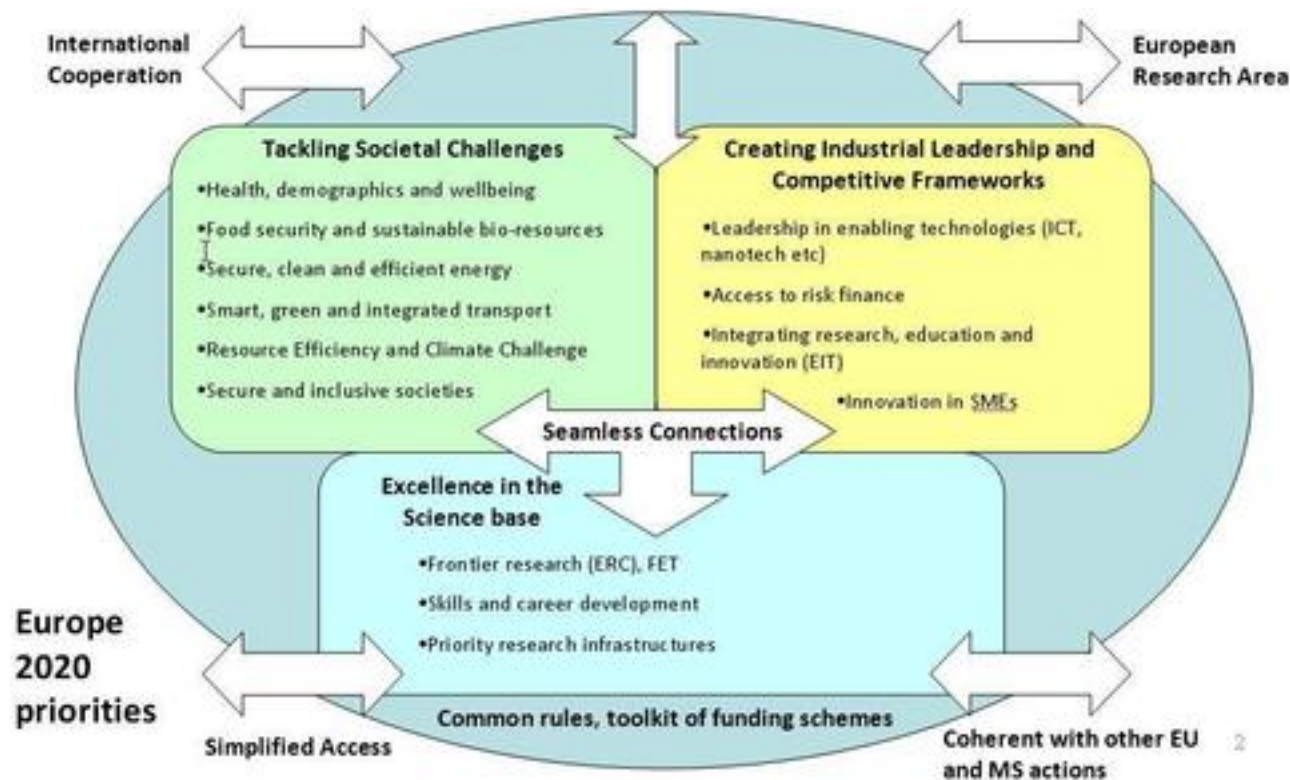 International
Cooperation
European
Research Area
Tackling Societal Challenges
•Health, demographics and wellbeing
•Food security and sustainable bio-resources
•Secure, clean and efficient energy
•Smart, green and integrated transport
•Resource Efficiency and Climate Challenge
•Secure and inclusive societies
Creating Industrial Leadership and
Competitive Frameworks
•Leadership in enabling technologies (ICT,
nanotech etc)
•Access to risk finance
•Integrating research, education and
innovation (EIT)
•Innovation in SMEs
Seamless Connections
Excellence in the
Science base
•Frontier research (ERC), FET
•Skills and career development
•Priority research infrastructures
Europe
2020
priorities
Simplified Access
Common rules, toolkit of funding schemes
Coherent with other EU
and MS actions
2